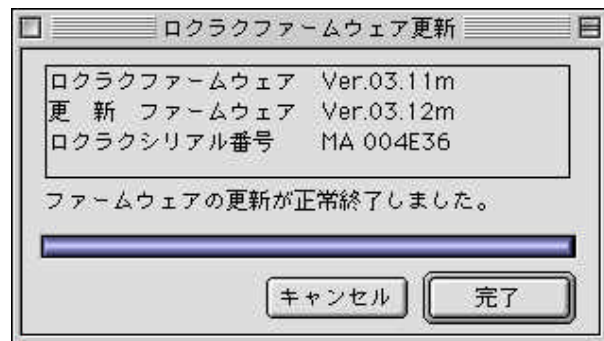 ロクラクファームウェア更新
ロクラクファームウェア Ver.03.11m
更 新 ファームウェア Ver.03.12m
ロクラクシリアル番号 MA 004E36
ファームウェアの更新が正常終了しました。
キャンセル 完了